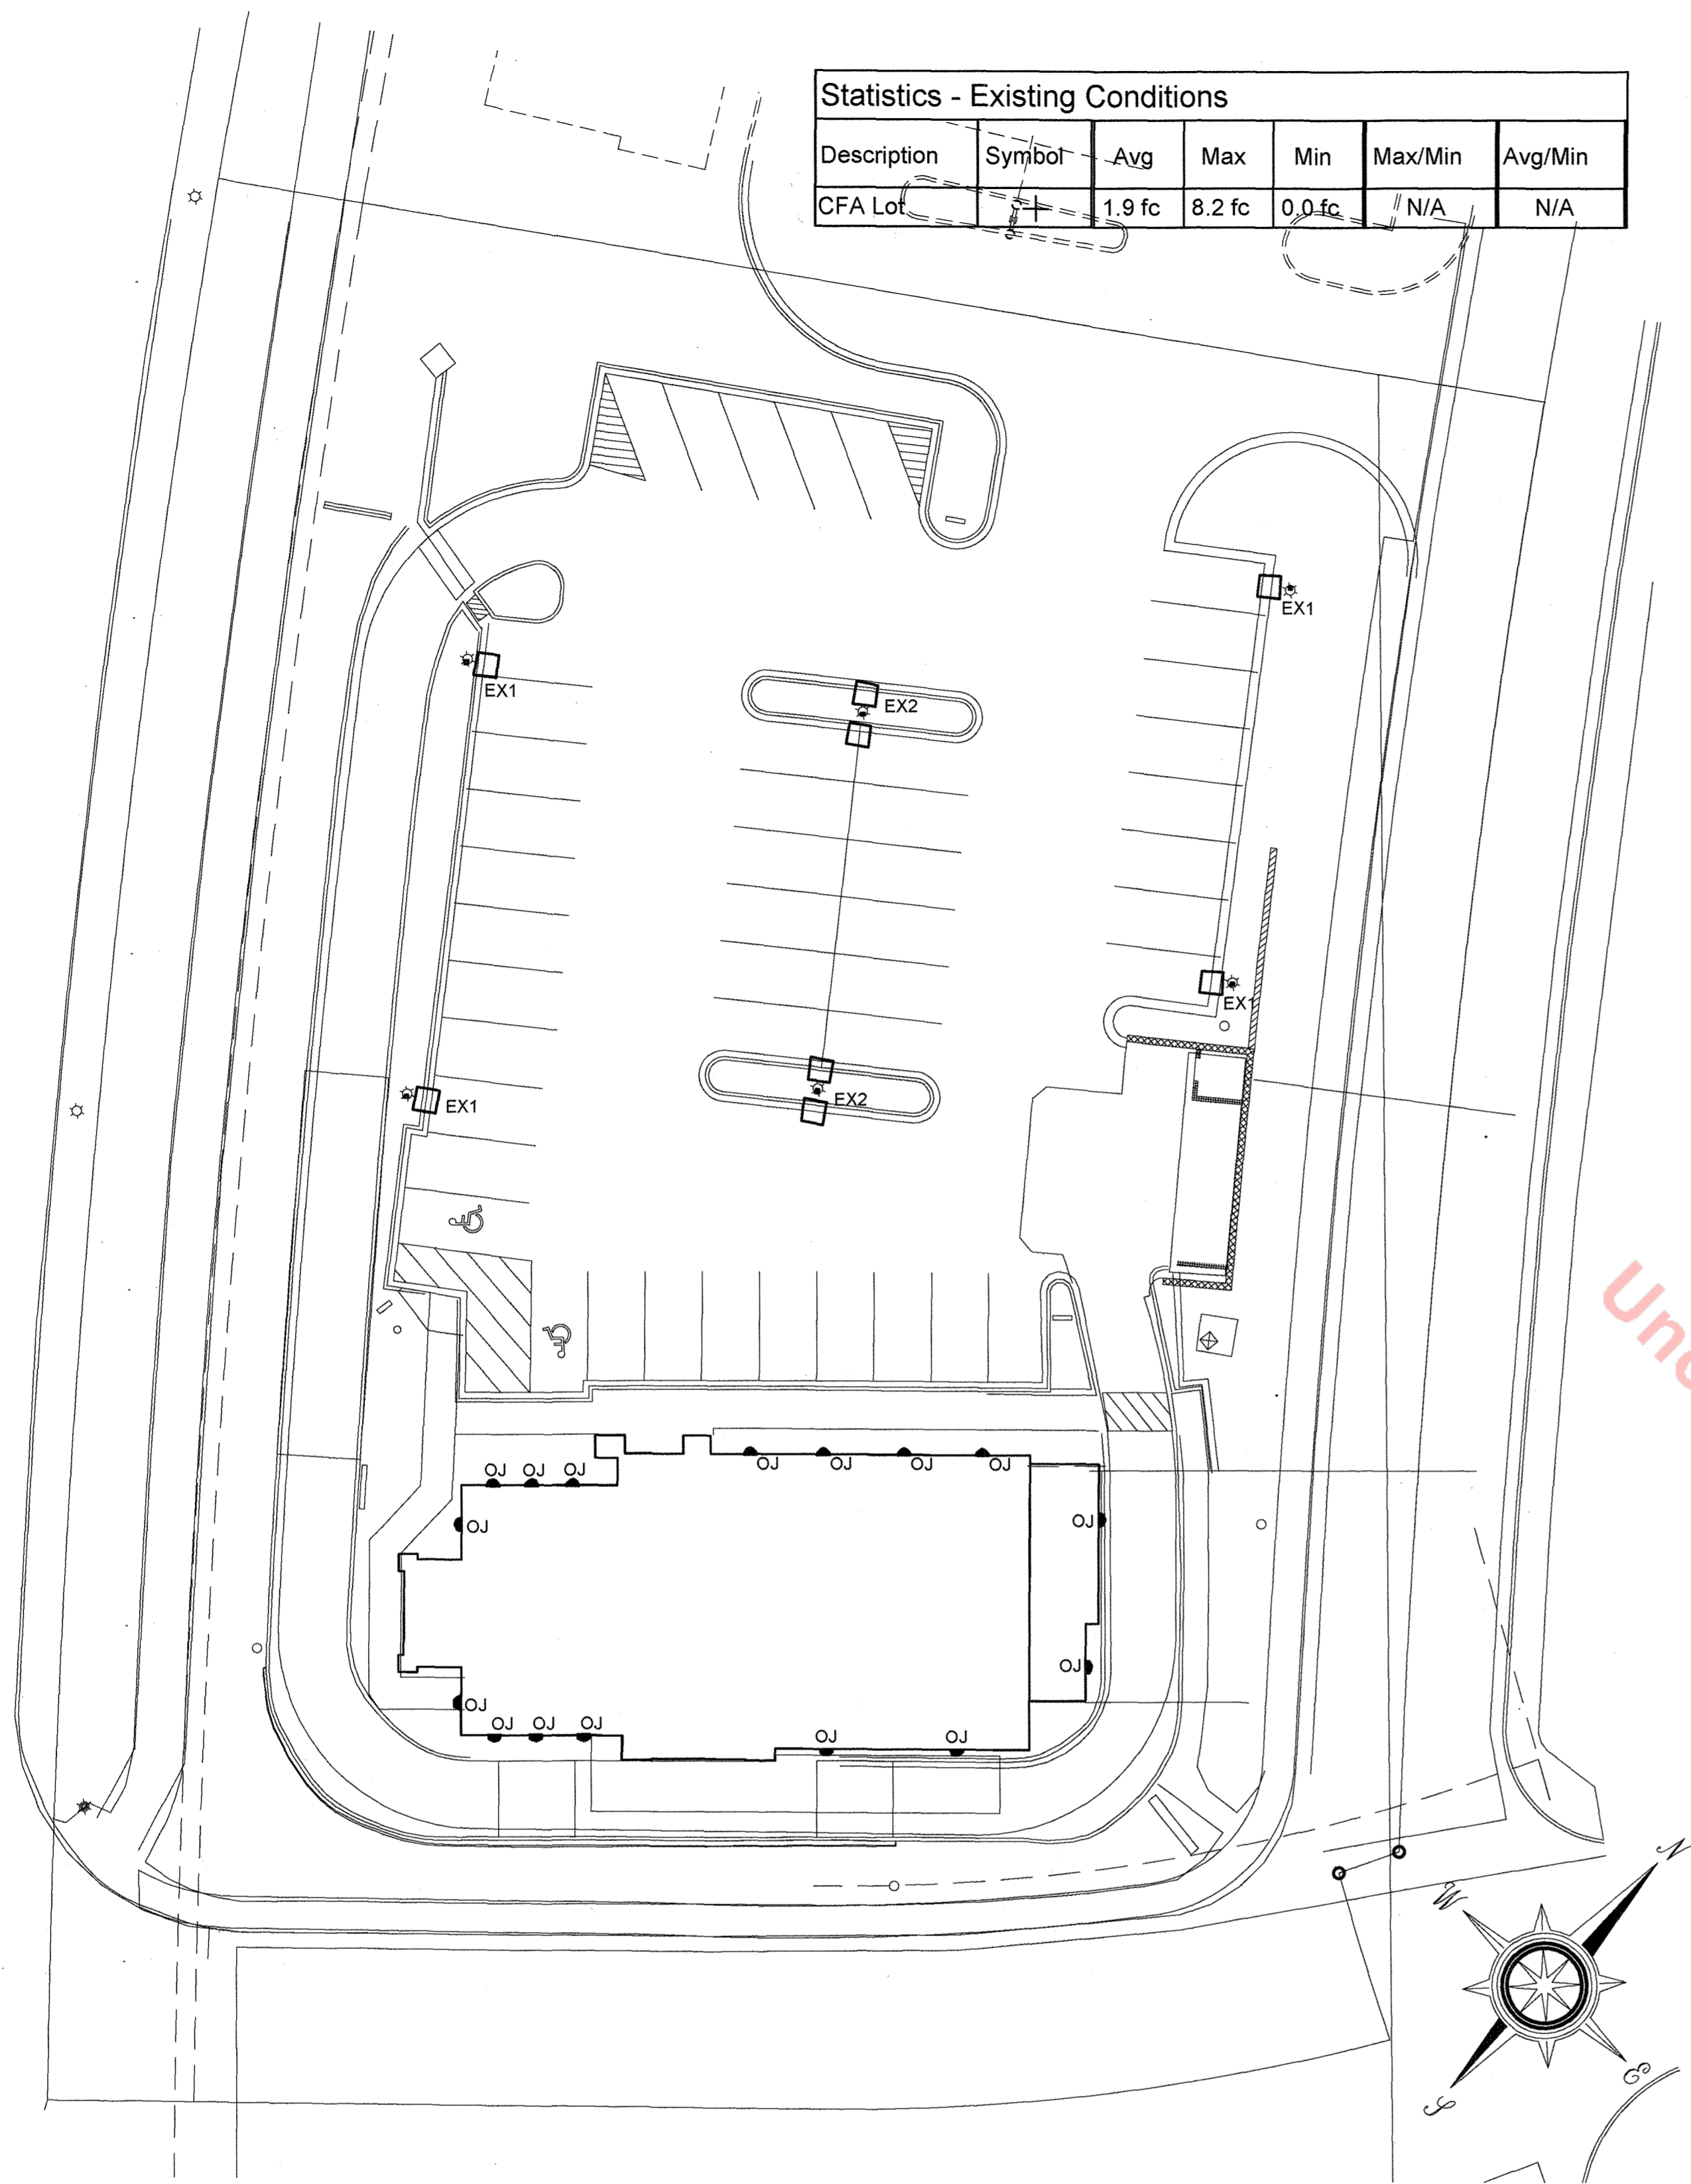 Statistics - Existing Conditions
Description Symbol Avg Max Min Max/Min Avg/Min
CFA Lot 1.9 fc 8.2 fc 0.0 fc N/A N/A
EX1
EX1
EX2
EX1
EX2
EX1
OJ OJ OJ OJ
OJ OJ OJ
OJ
OJ
OJ
OJ
OJ OJ OJ
OJ OJ
N
W
E
S